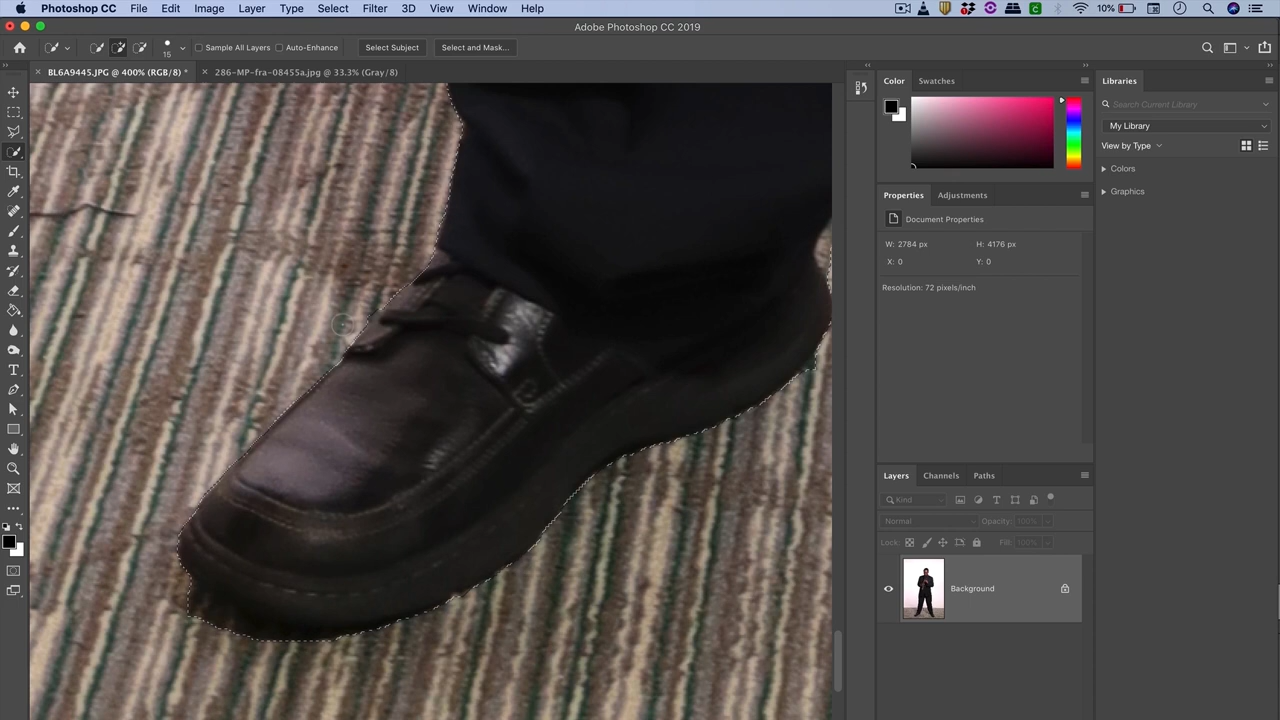 Photoshop CC File Edit Image Layer Type Select Filter 3D View Window Help 10%
Adobe Photoshop CC 2019
15 Sample All Layers Auto-Enhance Select Subject Select and Mask...
BL6A9445.JPG @ 400% (RGB/8) * 286-MP-fra-08455a.jpg @ 33.3% (Gray/8)
Color Swatches Libraries
Search Current Library
My Library
View by Type
Colors
Graphics
Properties Adjustments
Document Properties
W: 2784 px H: 4176 px
X: 0 Y: 0
Resolution: 72 pixels/inch
Layers Channels Paths
Kind
Normal Opacity: 100%
Lock: Fill: 100%
Background